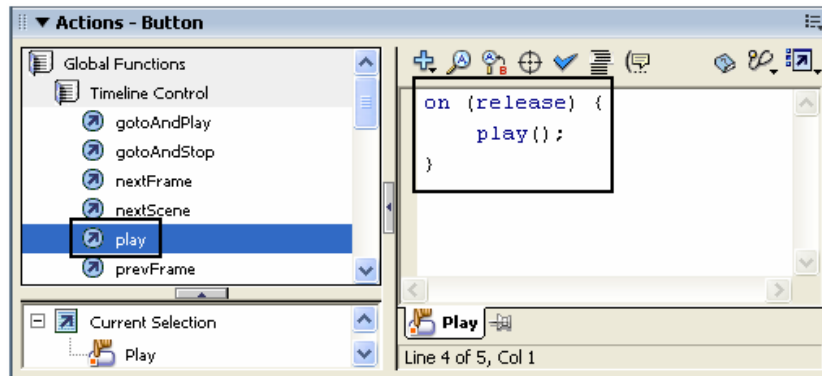 Actions - Button
Global Functions
Timeline Control
gotoAndPlay
gotoAndStop
nextFrame
nextScene
play
prevFrame
Current Selection
Play
on (release) {
play();
}
Play
Line 4 of 5, Col 1